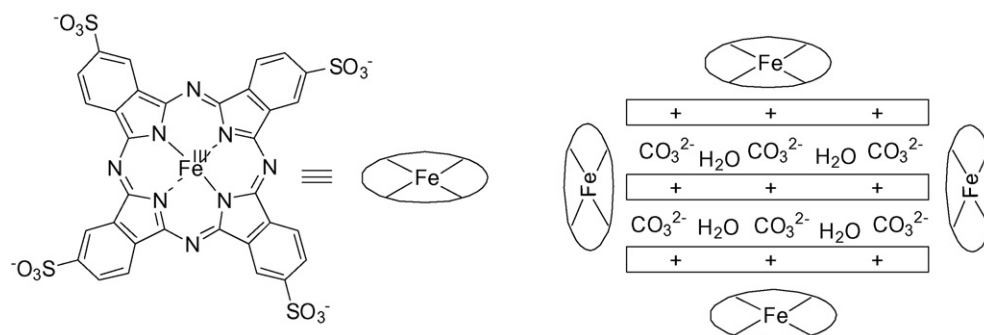 ⁻O₃S
SO₃⁻
N
N
N
N
Fe
III
N
N
N
N
⁻O₃S
SO₃⁻
≡
Fe
Fe
+ + +
CO₃²⁻ H₂O CO₃²⁻ H₂O CO₃²⁻
Fe
+ + +
Fe
CO₃²⁻ H₂O CO₃²⁻ H₂O CO₃²⁻
+ + +
Fe